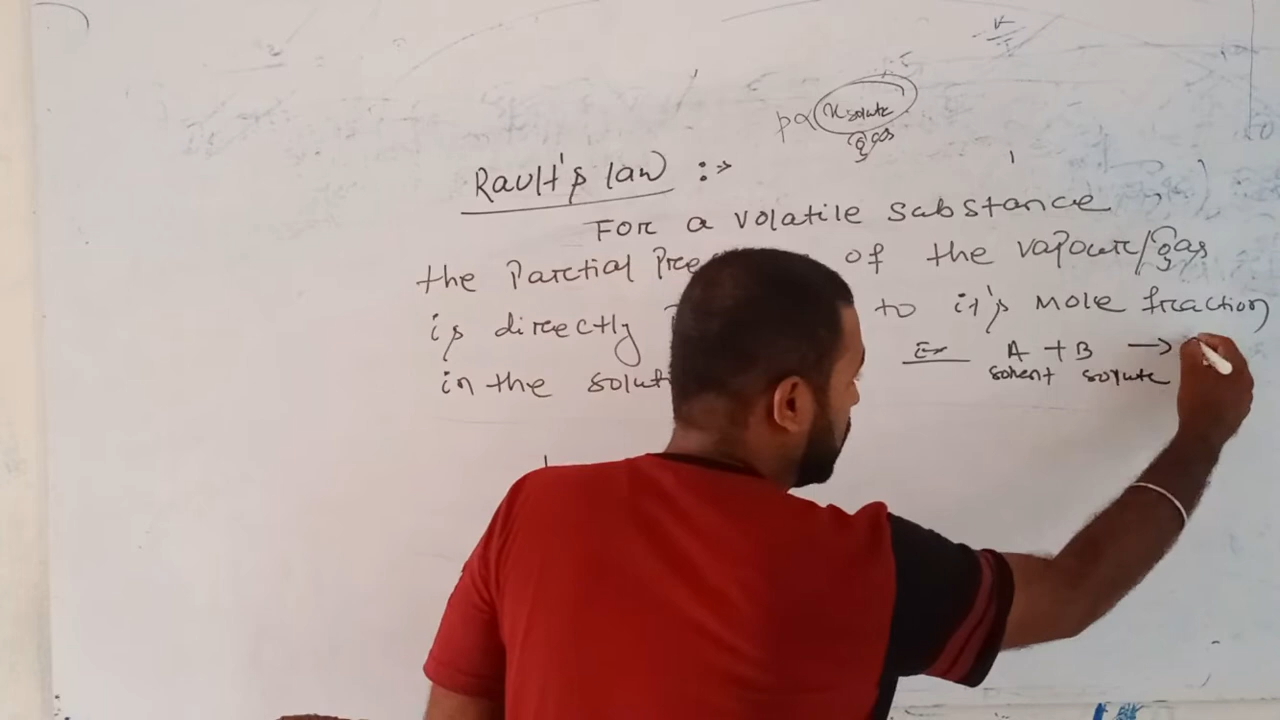 p∝ x solute
gas
Rault's law :→
For a volatile substance
the Partial Pre of the vapour/gas
is directly to it's mole fraction
in the soluti
Ex A + B →
solvent solute